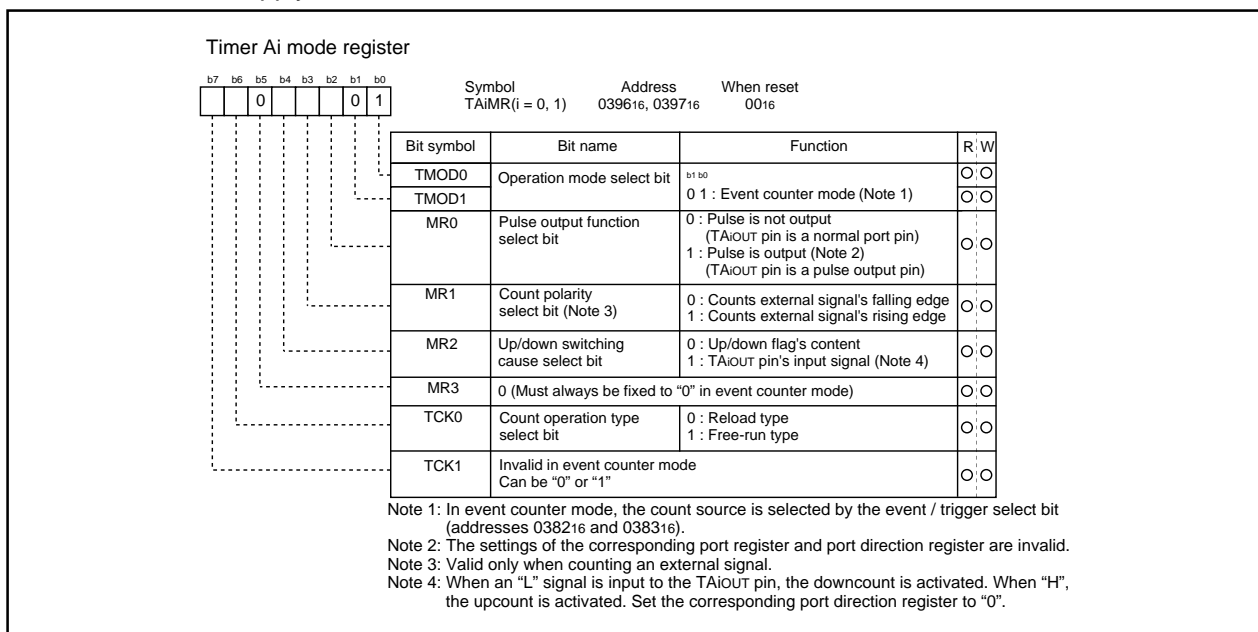 Timer Ai mode register
b7 b6 b5 b4 b3 b2 b1 b0
0 0 1
Symbol Address When reset
TAiMR(i = 0, 1) 039616, 039716 0016
Bit symbol Bit name Function R W
TMOD0 Operation mode select bit b1 b0
0 1 : Event counter mode (Note 1)
TMOD1
MR0 Pulse output function 0 : Pulse is not output
select bit (TAiOUT pin is a normal port pin)
1 : Pulse is output (Note 2)
(TAiOUT pin is a pulse output pin)
MR1 Count polarity 0 : Counts external signal's falling edge
select bit (Note 3) 1 : Counts external signal's rising edge
MR2 Up/down switching 0 : Up/down flag's content
cause select bit 1 : TAiOUT pin's input signal (Note 4)
MR3 0 (Must always be fixed to “0” in event counter mode)
TCK0 Count operation type 0 : Reload type
select bit 1 : Free-run type
TCK1 Invalid in event counter mode
Can be “0” or “1”
Note 1: In event counter mode, the count source is selected by the event / trigger select bit
(addresses 038216 and 038316).
Note 2: The settings of the corresponding port register and port direction register are invalid.
Note 3: Valid only when counting an external signal.
Note 4: When an “L” signal is input to the TAiOUT pin, the downcount is activated. When “H”,
the upcount is activated. Set the corresponding port direction register to “0”.